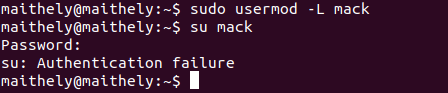 maithely@maithely:~$ sudo usermod -L mack
maithely@maithely:~$ su mack
Password:
su: Authentication failure
maithely@maithely:~$